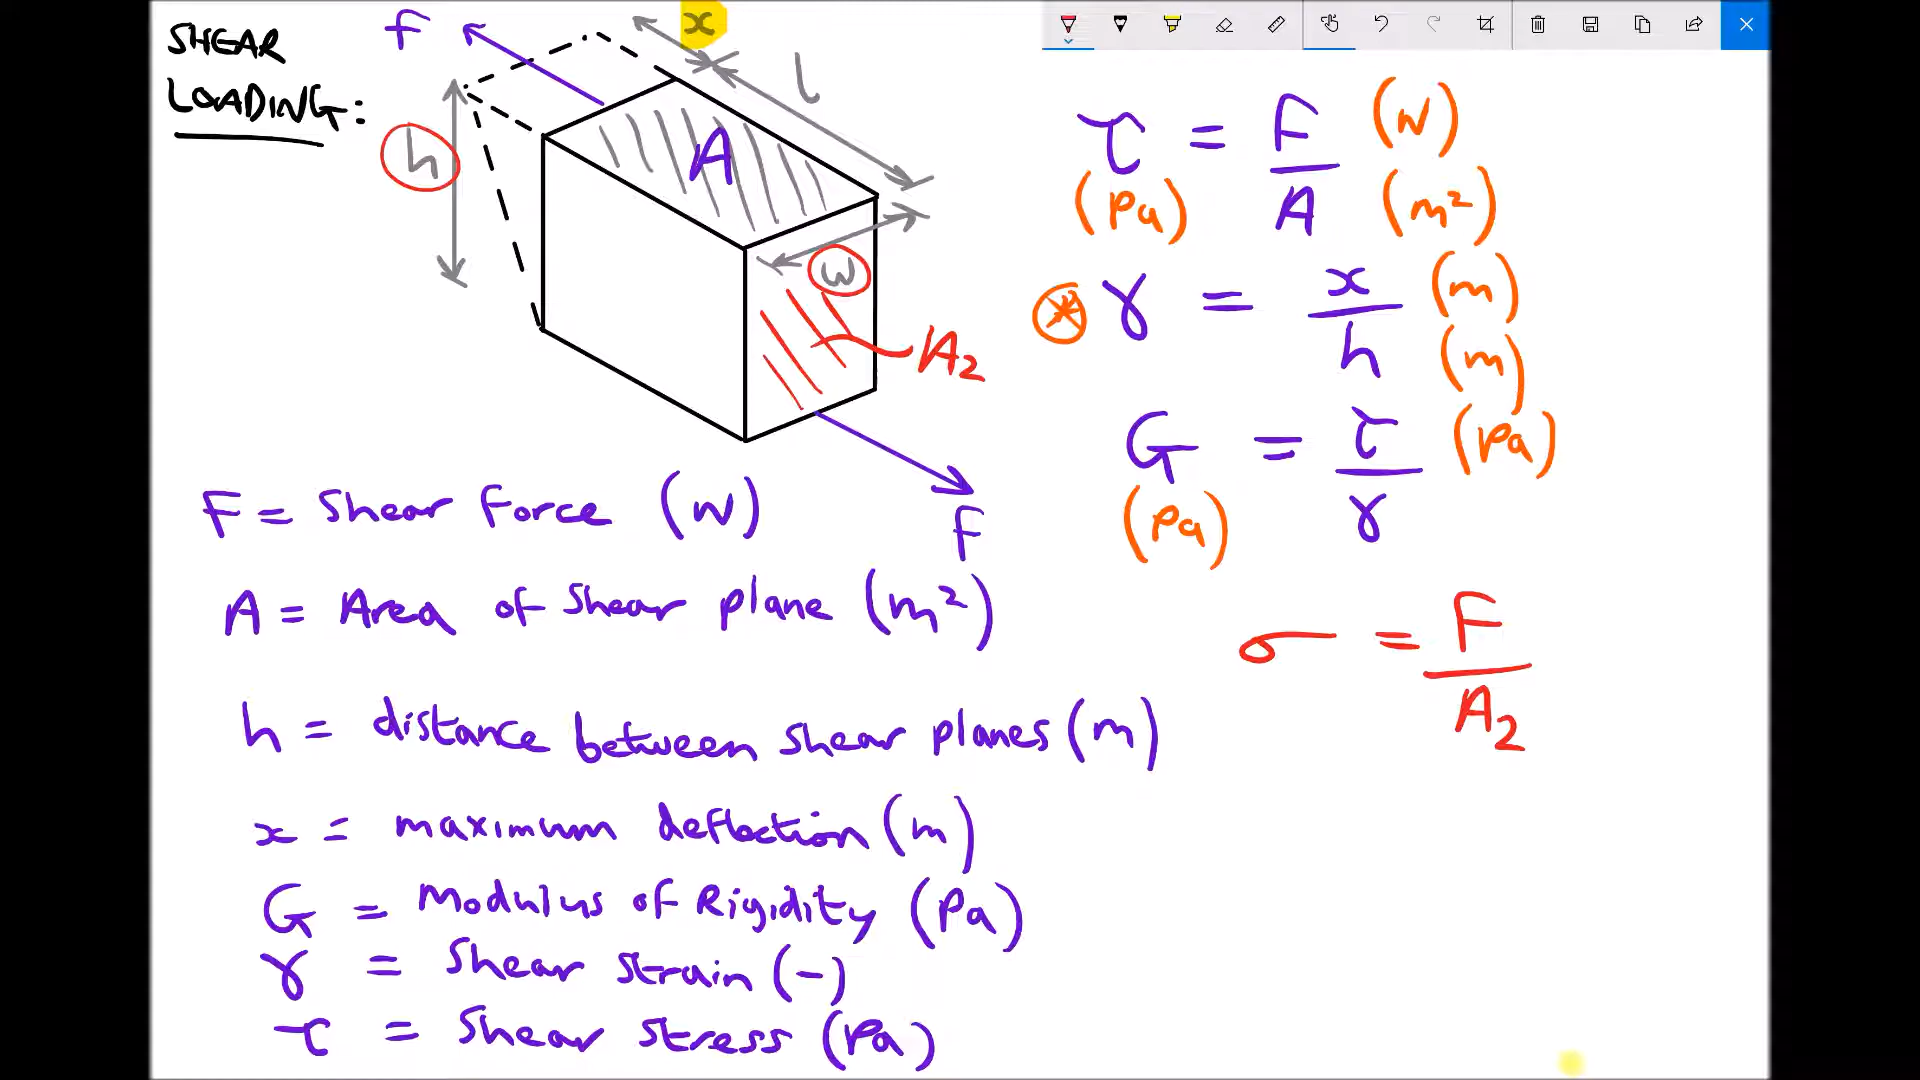 SHEAR
LOADING:
F
x
l
h
A
w
A₂
F
F = Shear Force (N)
A = Area of Shear plane (m²)
h = distance between shear planes (m)
x = maximum deflection (m)
G = Modulus of Rigidity (Pa)
γ = Shear strain (-)
τ = Shear stress (Pa)
τ = F/A (N)
(Pa) (m²)
⊛ γ = x/h (m)
(m)
G = τ/γ (Pa)
(Pa)
σ = F/A₂